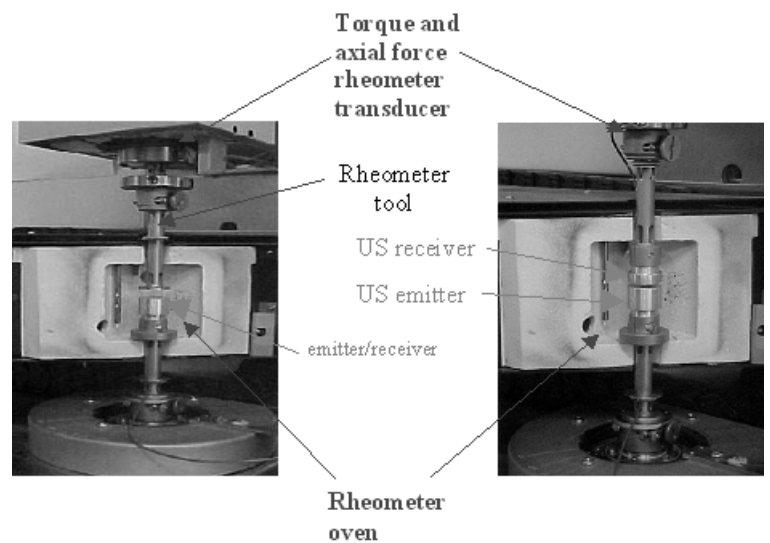 Torque and
axial force
rheometer
transducer
Rheometer
tool
US receiver
US emitter
emitter/receiver
Rheometer
oven